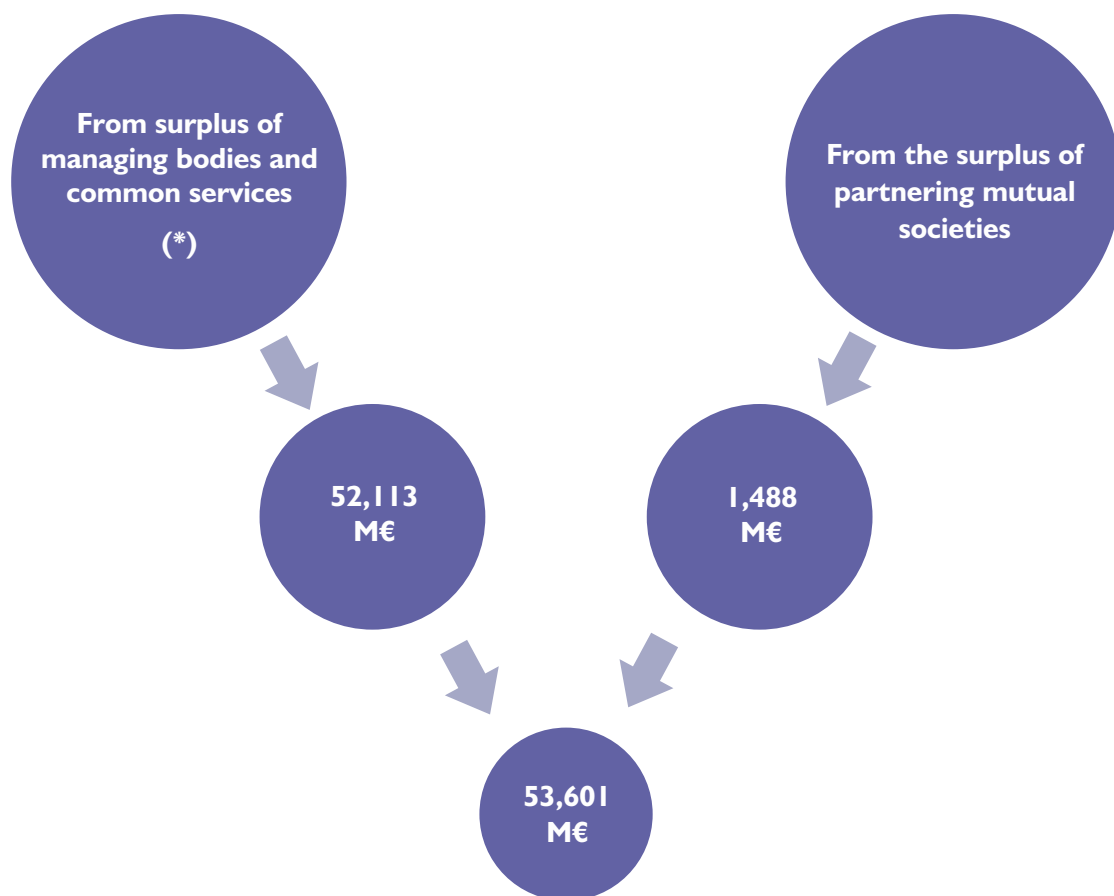 From surplus of
managing bodies and
common services
(*)
From the surplus of
partnering mutual
societies
52,113
M€
1,488
M€
53,601
M€